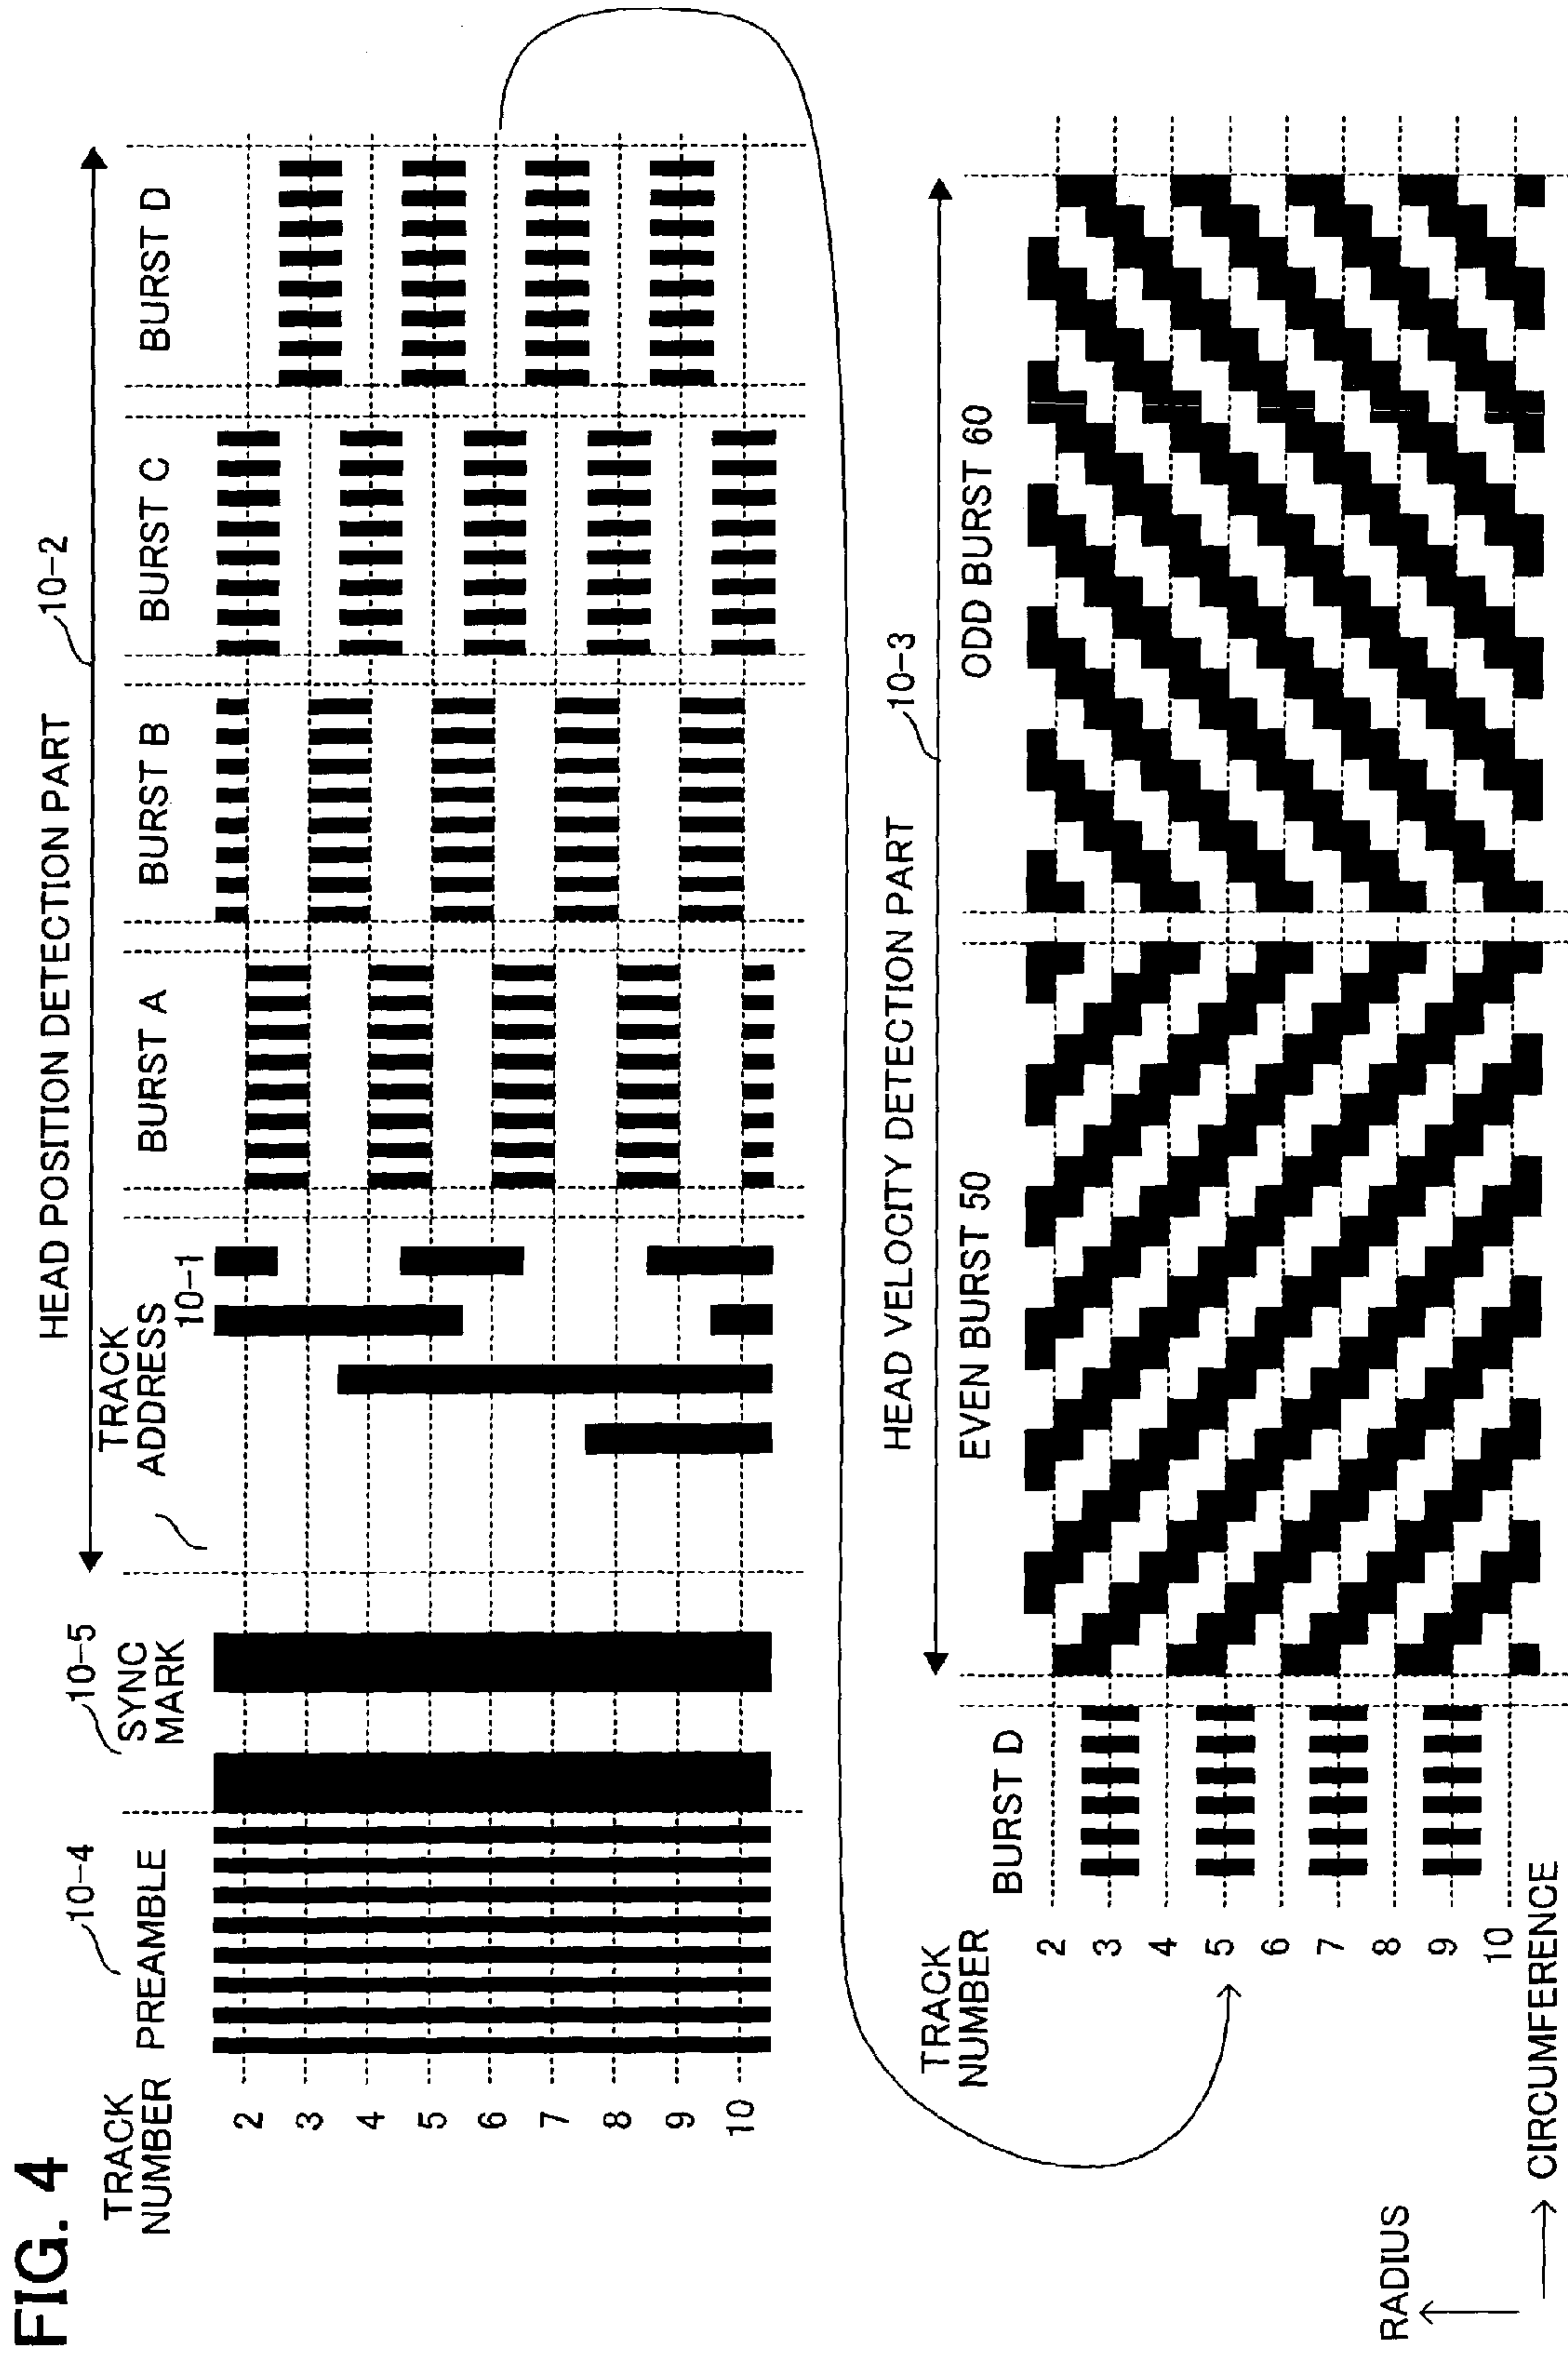 FIG. 4
HEAD POSITION DETECTION PART
10-2
TRACK
NUMBER
PREAMBLE
10-4
SYNC
MARK
10-5
TRACK
ADDRESS
10-1
BURST A
BURST B
BURST C
BURST D
2
3
4
5
6
7
8
9
10
HEAD VELOCITY DETECTION PART
10-3
TRACK
NUMBER
BURST D
EVEN BURST 50
ODD BURST 60
2
3
4
5
6
7
8
9
10
RADIUS
CIRCUMFERENCE